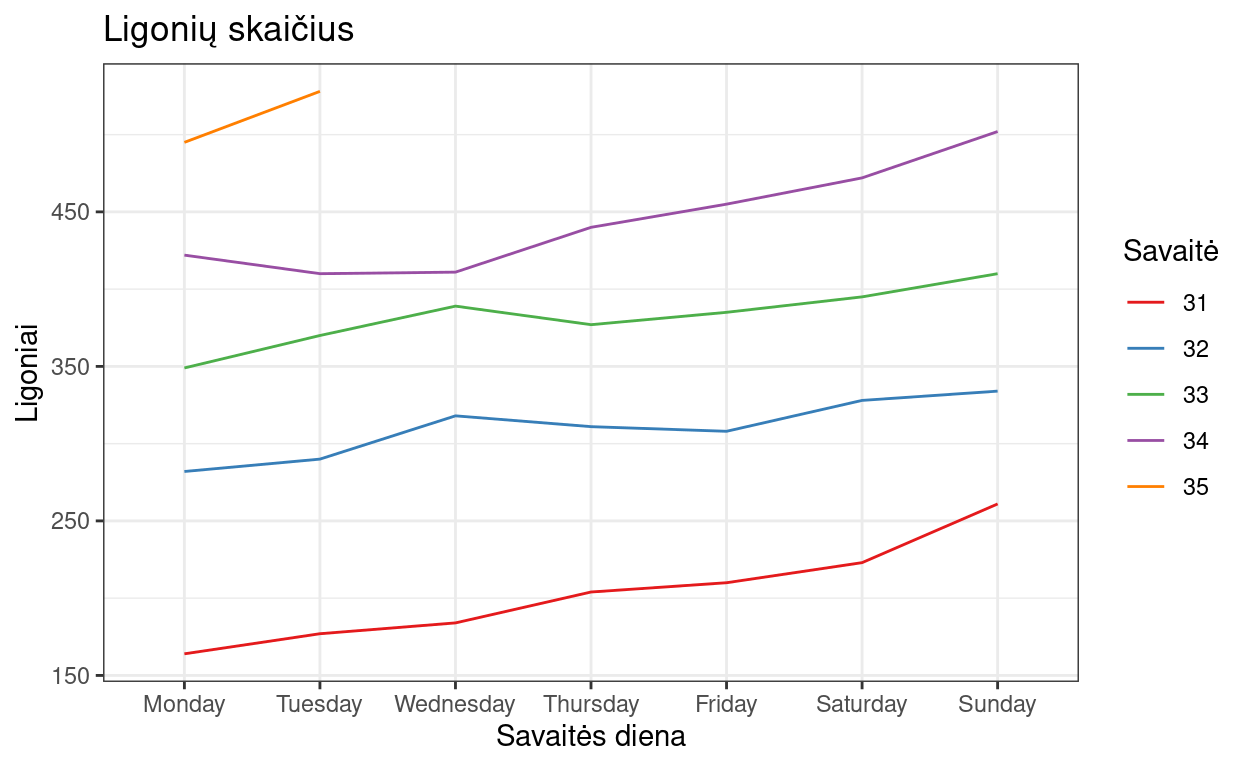 Ligonių skaičius
Ligoniai
450
350
250
150
Monday Tuesday Wednesday Thursday Friday Saturday Sunday
Savaitės diena
Savaitė
31
32
33
34
35